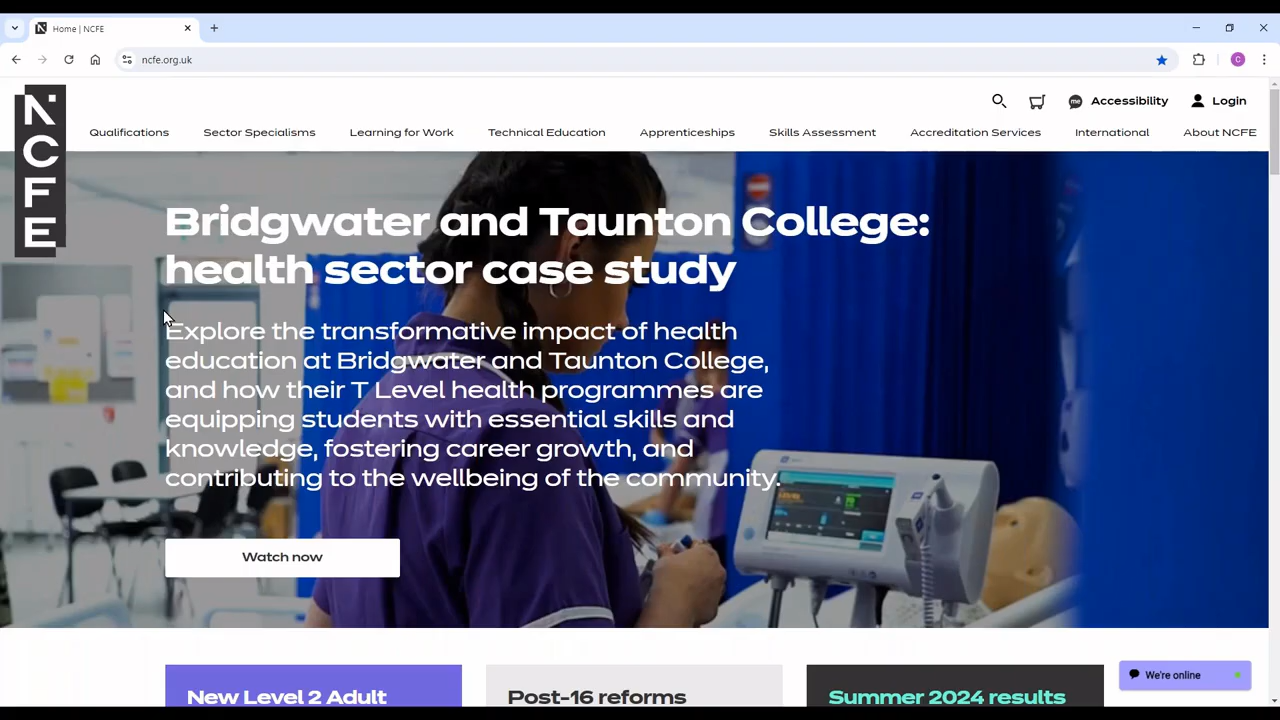 Home | NCFE
ncfe.org.uk
C
NCFE
me
Accessibility
Login
Qualifications
Sector Specialisms
Learning for Work
Technical Education
Apprenticeships
Skills Assessment
Accreditation Services
International
About NCFE
Bridgwater and Taunton College:
health sector case study
Explore the transformative impact of health
education at Bridgwater and Taunton College,
and how their T Level health programmes are
equipping students with essential skills and
knowledge, fostering career growth, and
contributing to the wellbeing of the community.
Watch now
New Level 2 Adult
Post-16 reforms
Summer 2024 results
We're online